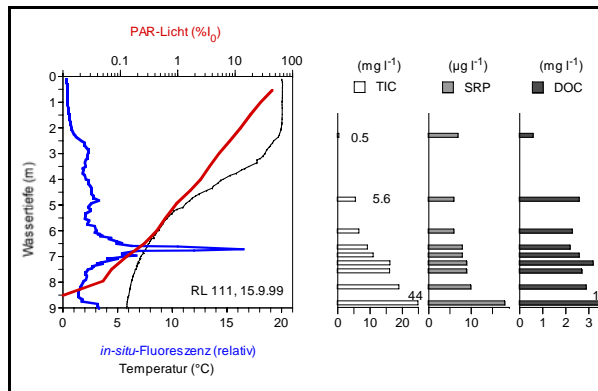 PAR-Licht (%I0)
0.1 1 10 100
(mg l-1) (µg l-1) (mg l-1)
TIC SRP DOC
Wassertiefe (m)
0
1
2
3
4
5
6
7
8
9
0.5
5.6
44
1
RL 111, 15.9.99
0 5 10 15 20
0 10 20
0 10 20
0 1 2 3
in-situ-Fluoreszenz (relativ)
Temperatur (°C)